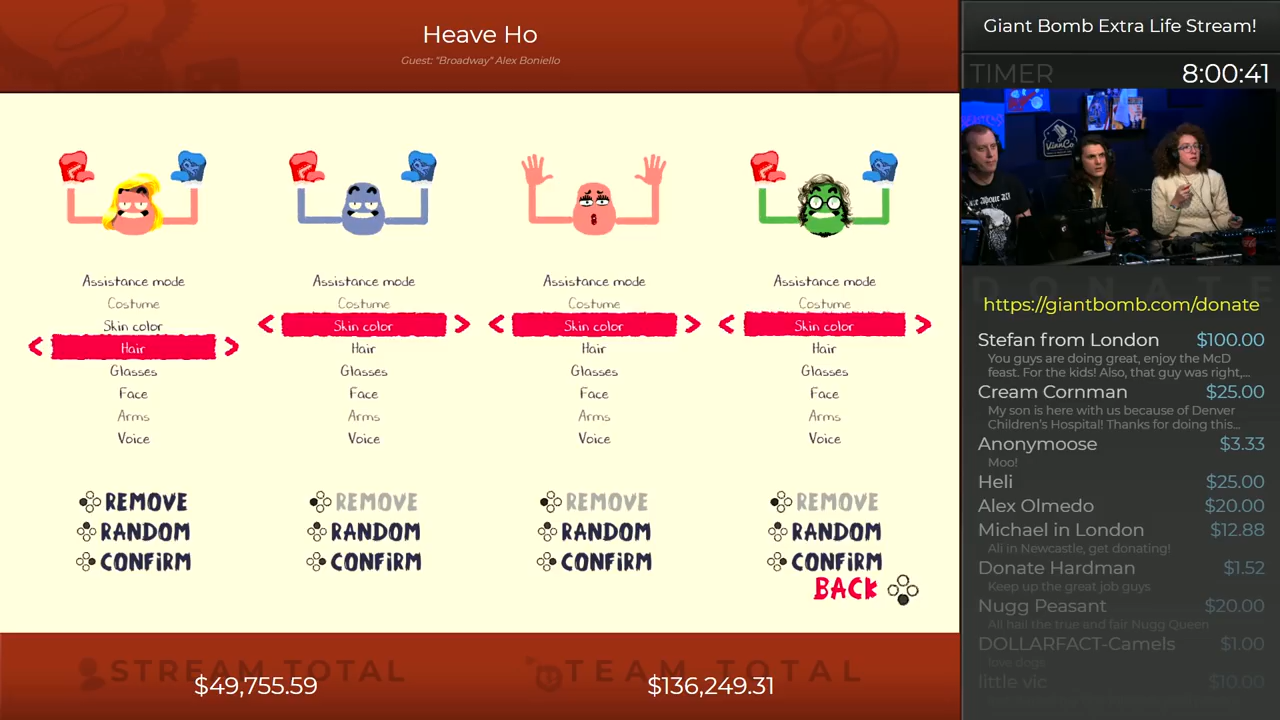 Heave Ho
Guest: "Broadway" Alex Boniello
Giant Bomb Extra Life Stream!
TIMER
8:00:41
VinnCo
Assistance mode
Costume
Skin color
Hair
Glasses
Face
Arms
Voice
REMOVE
RANDOM
CONFIRM
Assistance mode
Costume
Skin color
Hair
Glasses
Face
Arms
Voice
REMOVE
RANDOM
CONFIRM
Assistance mode
Costume
Skin color
Hair
Glasses
Face
Arms
Voice
REMOVE
RANDOM
CONFIRM
Assistance mode
Costume
Skin color
Hair
Glasses
Face
Arms
Voice
REMOVE
RANDOM
CONFIRM
BACK
DONATE
https://giantbomb.com/donate
Stefan from London $100.00
You guys are doing great, enjoy the McD
feast. For the kids! Also, that guy was right,...
Cream Cornman $25.00
My son is here with us because of Denver
Children's Hospital! Thanks for doing this...
Anonymoose $3.33
Moo!
Heli $25.00
Alex Olmedo $20.00
Michael in London $12.88
Ali in Newcastle, get donating!
Donate Hardman $1.52
Keep up the great job guys
Nugg Peasant $20.00
All hail the true and fair Nugg Queen
DOLLARFACT-Camels $1.00
love dogs
little vic $10.00
STREAM TOTAL
$49,755.59
TEAM TOTAL
$136,249.31